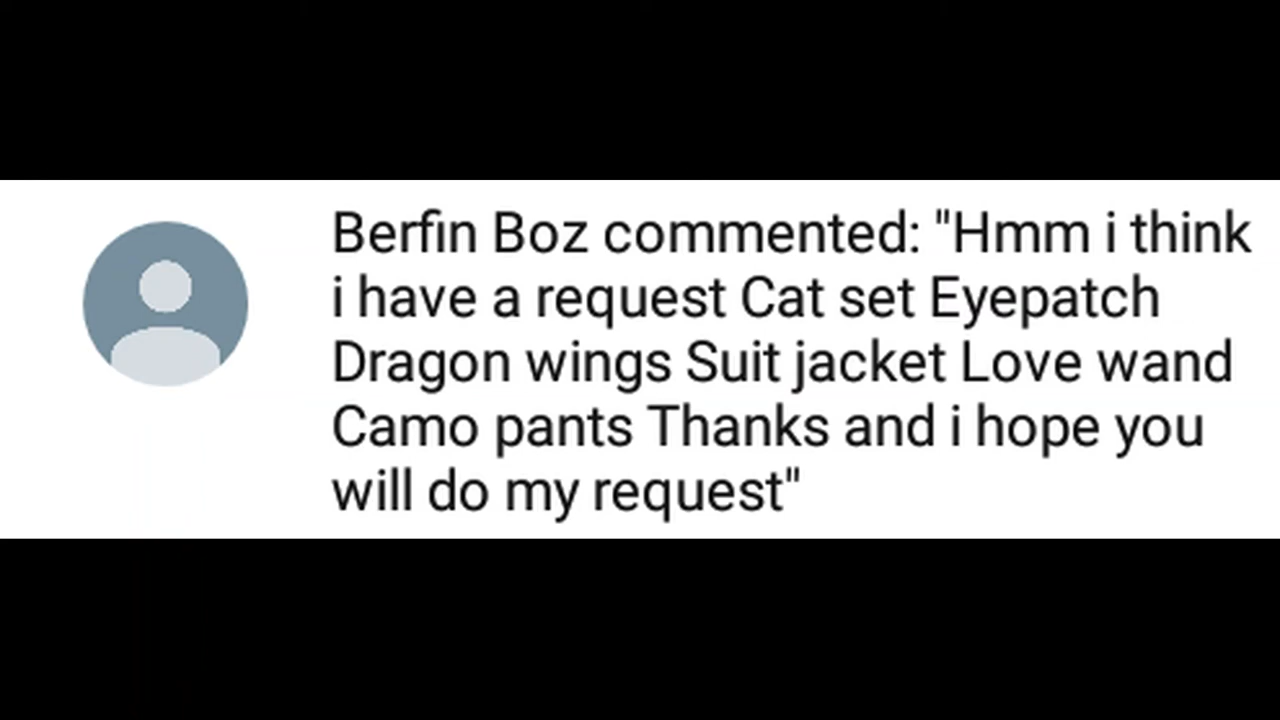 Berfin Boz commented: "Hmm i think
i have a request Cat set Eyepatch
Dragon wings Suit jacket Love wand
Camo pants Thanks and i hope you
will do my request"